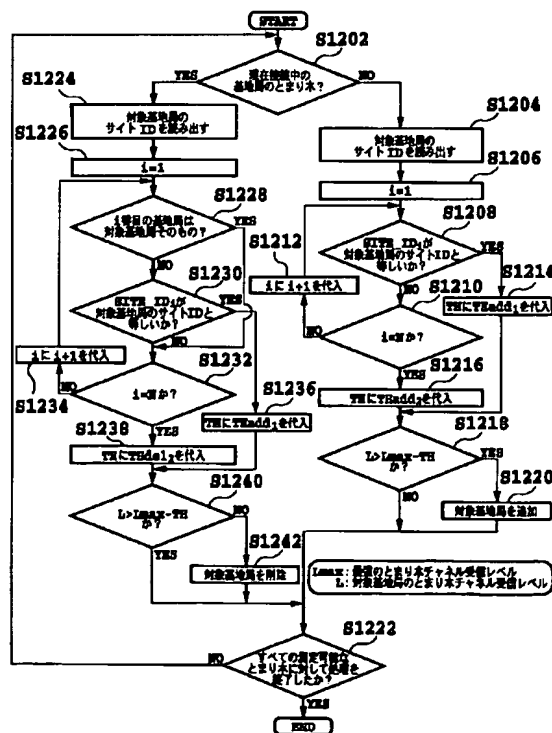 START
S1202
現在接続中の
基地局のとまり木?
YES
NO
S1224
対象基地局の
サイト IDを読み出す
S1226
i=1
S1228
i番目の基地局は
対象基地局そのもの?
YES
NO
S1230
SITE IDiが
対象基地局のサイトIDと
等しいか?
YES
NO
iに i+1を代入
S1234
S1232
i=Nか?
NO
YES
S1236
THにTHadd1を代入
S1238
THにTHdel2を代入
S1240
L>Lmax-TH
か?
NO
YES
S1242
対象基地局を削除
S1204
対象基地局の
サイト IDを読み出す
S1206
i=1
S1208
SITE IDiが
対象基地局のサイトIDと
等しいか?
YES
NO
S1212
iに i+1を代入
S1210
i=Nか?
NO
YES
S1214
THにTHadd1を代入
S1216
THにTHadd2を代入
S1218
L>Lmax-TH
か?
YES
NO
S1220
対象基地局を追加
Lmax:最強のとまり木チャネル受信レベル
L:対象基地局のとまり木チャネル受信レベル
S1222
すべての測定可能な
とまり木に対して処理を
終了したか?
NO
YES
END